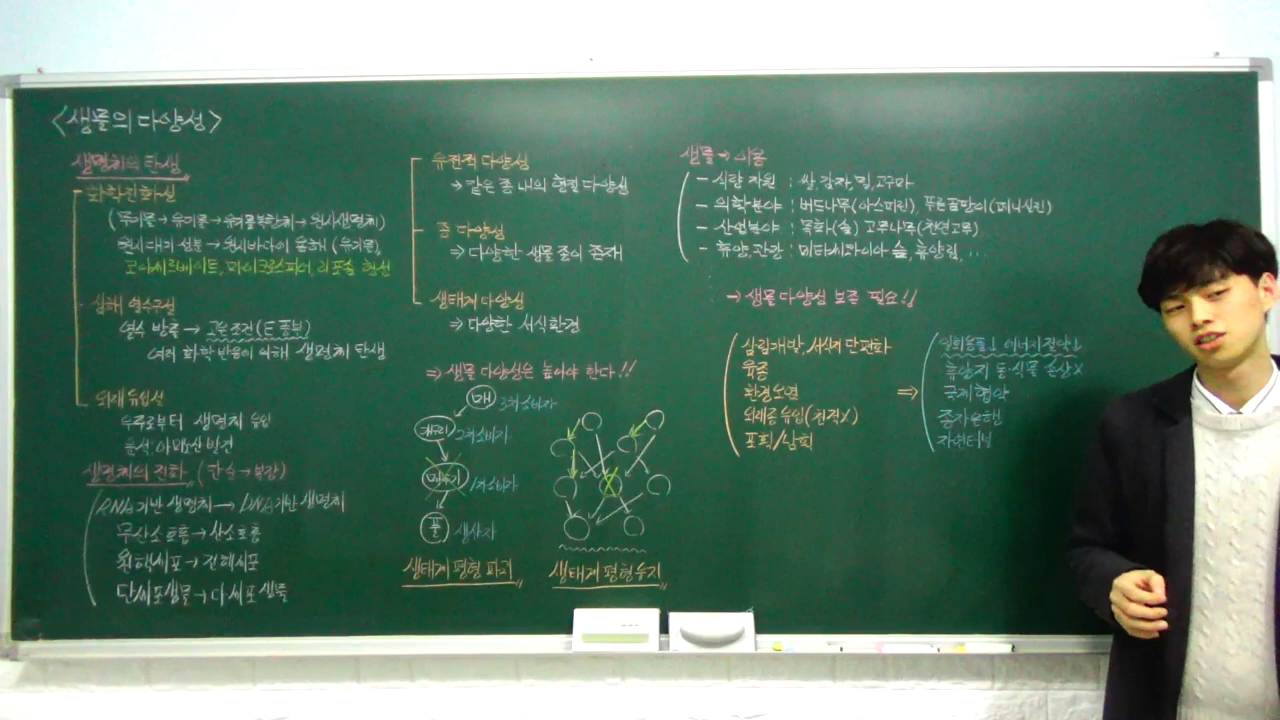 <생물의 다양성>
생명체의 탄생
화학진화설
(무기물→유기물→유기물복합체→원시생명체)
원시대기 성분→원시바다에 용해 (유기물),
코아세르베이트, 마이크로스피어, 리포솜 형성
심해 열수구설
열수 방출 → 고온조건(E 풍부)
여러 화학 반응에 의해 생명체 탄생
외계 유입설
우주로부터 생명체 유입
운석: 아미노산 발견
생명체의 진화 (단순→복잡)
RNA기반 생명체 → DNA기반 생명체
무산소호흡→산소호흡
원핵세포→진핵세포
단세포생물→다세포생물
유전적 다양성
→ 같은 종 내의 형질 다양성
종 다양성
⇒ 다양한 생물 종이 존재
생태계 다양성
⇒ 다양한 서식환경
⇒ 생물 다양성은 높아야 한다!!
매 3차소비자
개구리 2차소비자
메뚜기 1차소비자
풀 생산자
생태계 평형 파괴
생태계 평형유지
생물→이용
- 식량 자원 : 쌀, 감자, 밀, 고구마
- 의학분야 : 버드나무(아스피린), 푸른곰팡이(페니실린)
- 산업분야 : 목화(솜) 고무나무(천연고무)
- 휴양, 관광 : 메타세콰이아 숲, 휴양림, ...
→ 생물 다양성 보존 필요!!
삼림개발, 서식지 단편화
육종
환경오염
외래종 유입(천적X)
포획/남획
⇒
일회용품↓ 에너지 절약↓
휴양지 동·식물 손상X
국제 협약
종자은행